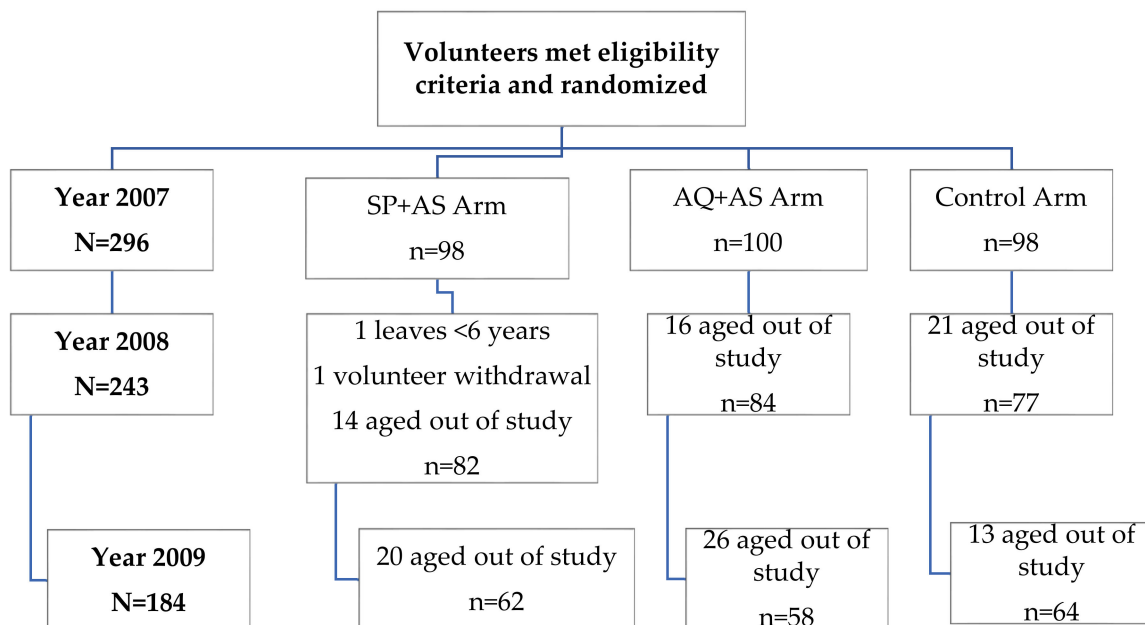 Volunteers met eligibility
criteria and randomized
Year 2007
N=296
SP+AS Arm
n=98
AQ+AS Arm
n=100
Control Arm
n=98
Year 2008
N=243
1 leaves <6 years
1 volunteer withdrawal
14 aged out of study
n=82
16 aged out of
study
n=84
21 aged out of
study
n=77
Year 2009
N=184
20 aged out of study
n=62
26 aged out of
study
n=58
13 aged out of
study
n=64